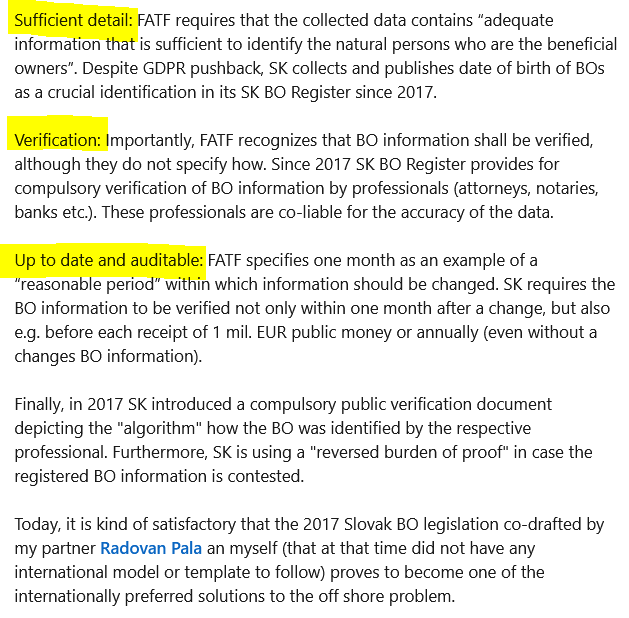 Sufficient detail: FATF requires that the collected data contains “adequate
information that is sufficient to identify the natural persons who are the beneficial
owners”. Despite GDPR pushback, SK collects and publishes date of birth of BOs
as a crucial identification in its SK BO Register since 2017.
Verification: Importantly, FATF recognizes that BO information shall be verified,
although they do not specify how. Since 2017 SK BO Register provides for
compulsory verification of BO information by professionals (attorneys, notaries,
banks etc.). These professionals are co-liable for the accuracy of the data.
Up to date and auditable: FATF specifies one month as an example of a
“reasonable period” within which information should be changed. SK requires the
BO information to be verified not only within one month after a change, but also
e.g. before each receipt of 1 mil. EUR public money or annually (even without a
changes BO information).
Finally, in 2017 SK introduced a compulsory public verification document
depicting the "algorithm" how the BO was identified by the respective
professional. Furthermore, SK is using a "reversed burden of proof" in case the
registered BO information is contested.
Today, it is kind of satisfactory that the 2017 Slovak BO legislation co-drafted by
my partner Radovan Pala an myself (that at that time did not have any
international model or template to follow) proves to become one of the
internationally preferred solutions to the off shore problem.